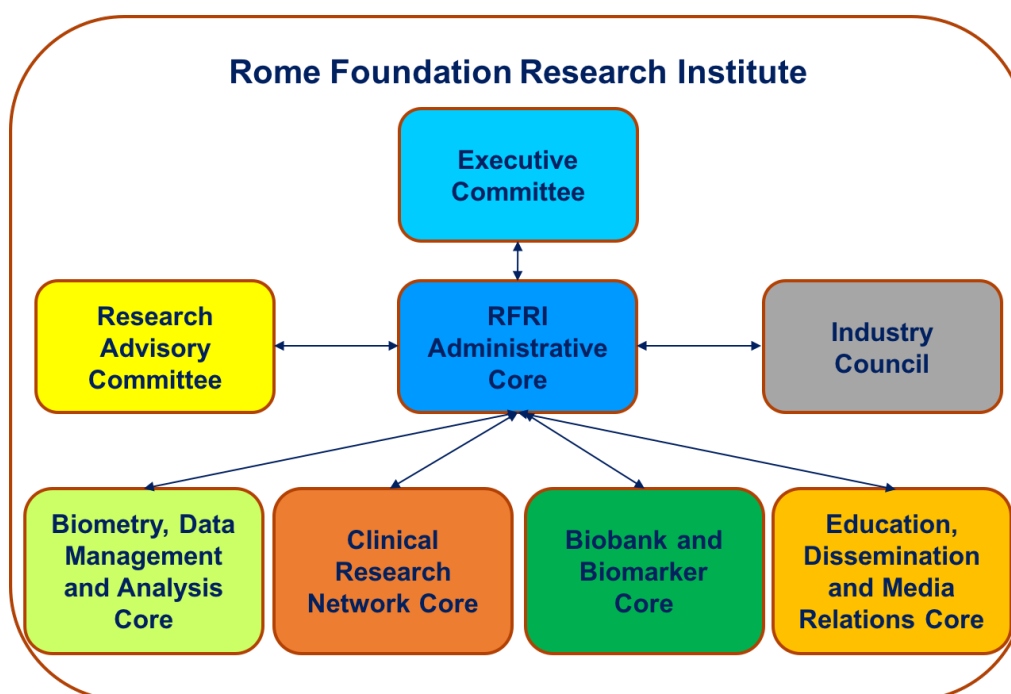 Rome Foundation Research Institute
Executive
Committee
Research
Advisory
Committee
RFRI
Administrative
Core
Industry
Council
Biometry, Data
Management
and Analysis
Core
Clinical
Research
Network Core
Biobank and
Biomarker
Core
Education,
Dissemination
and Media
Relations Core